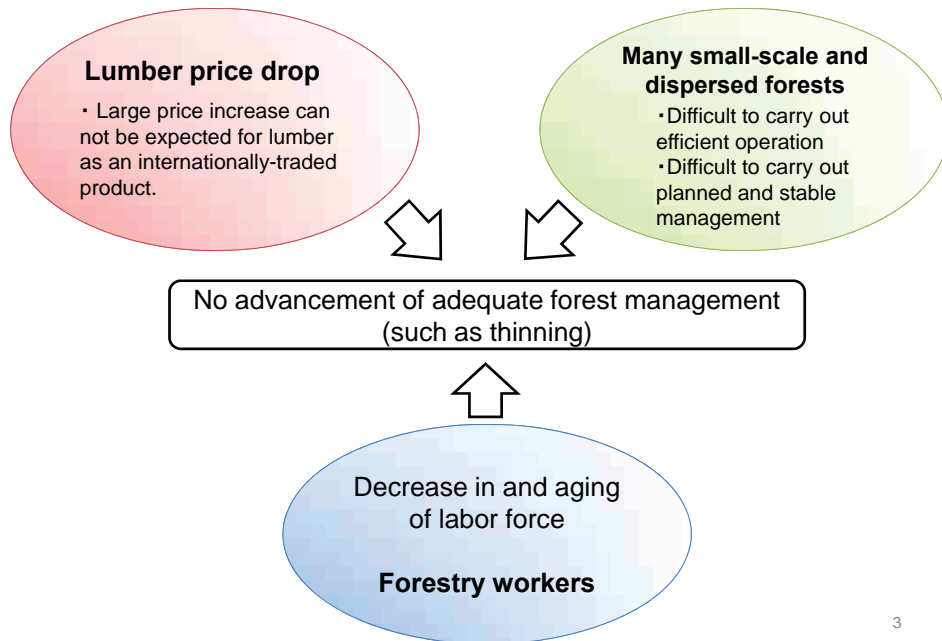 Lumber price drop
・ Large price increase can
not be expected for lumber
as an internationally-traded
product.
Many small-scale and
dispersed forests
・Difficult to carry out
efficient operation
・Difficult to carry out
planned and stable
management
No advancement of adequate forest management
(such as thinning)
Decrease in and aging
of labor force
Forestry workers
3